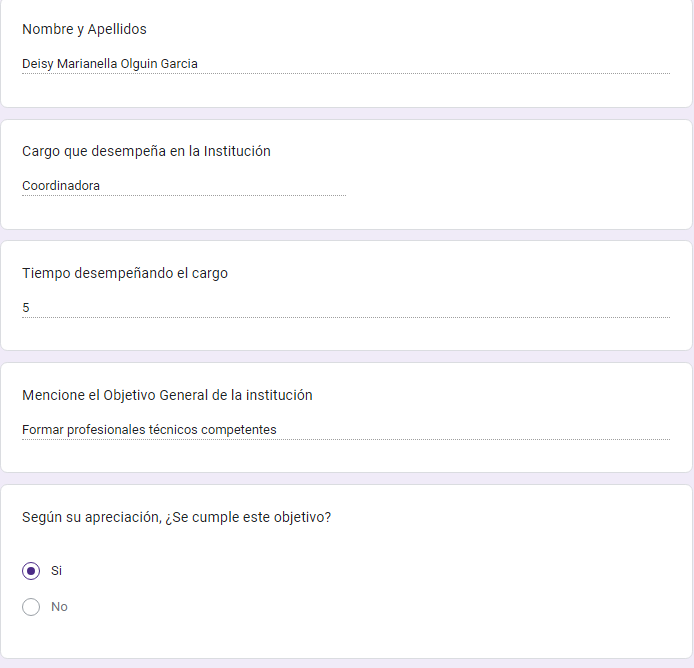 Nombre y Apellidos
Deisy Marianella Olguin Garcia
Cargo que desempeña en la Institución
Coordinadora
Tiempo desempeñando el cargo
5
Mencione el Objetivo General de la institución
Formar profesionales técnicos competentes
Según su apreciación, ¿Se cumple este objetivo?
Si
No